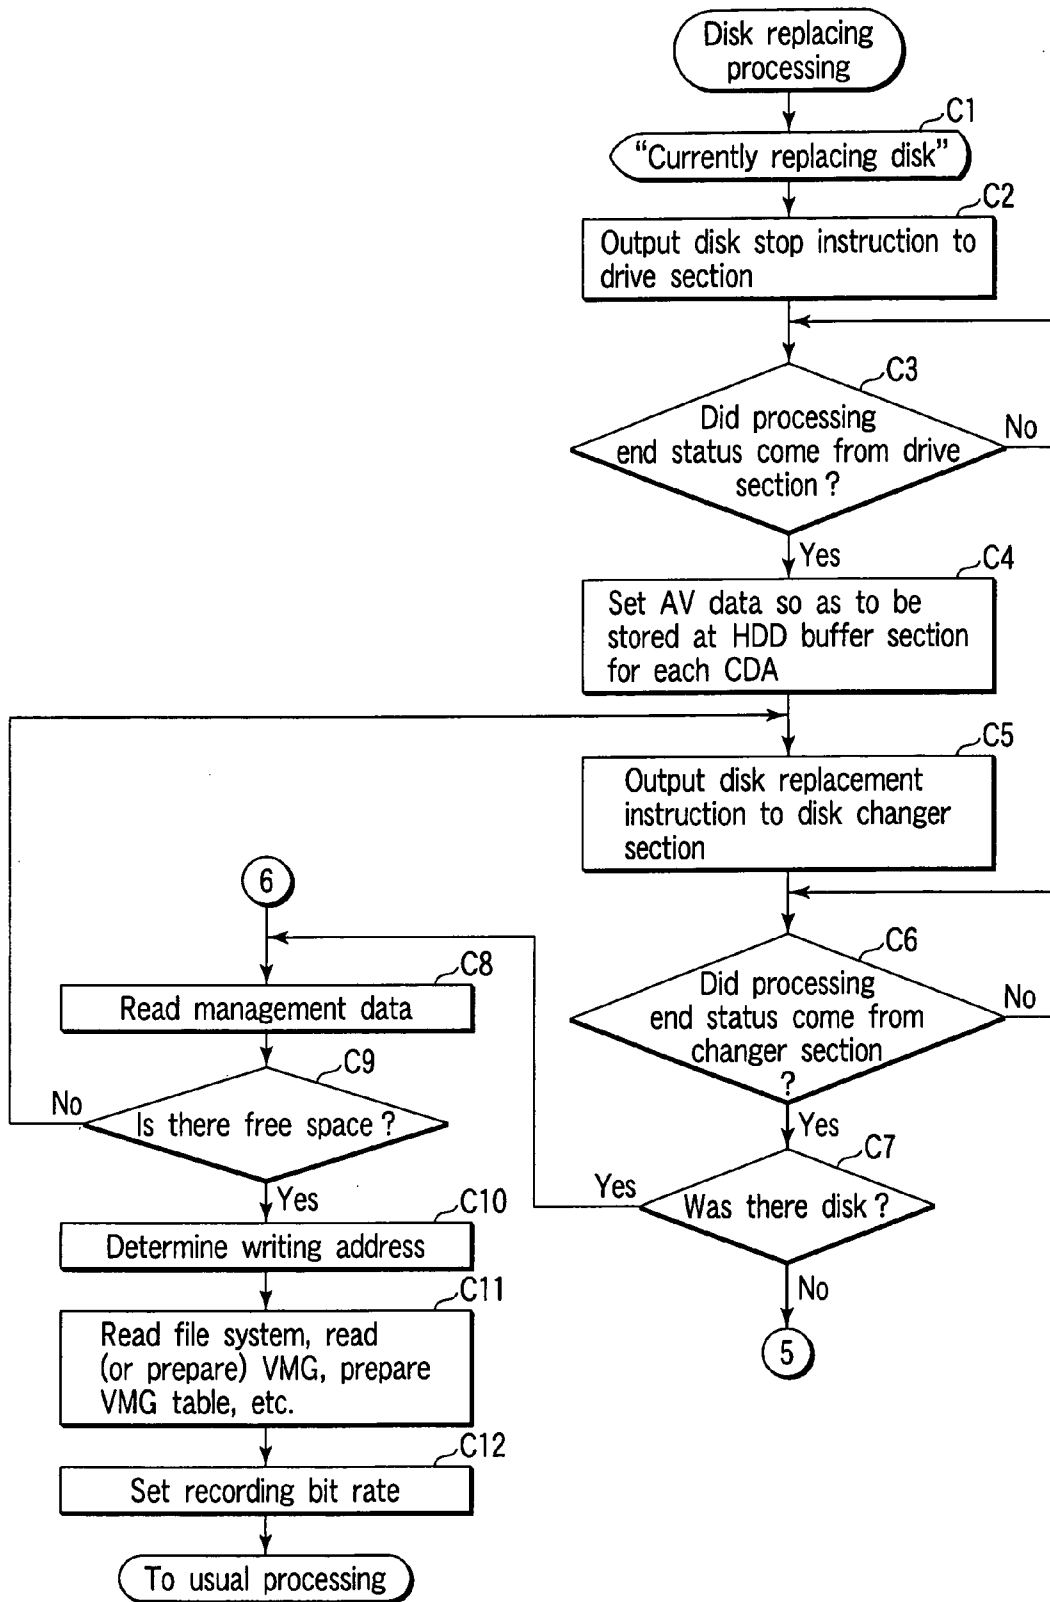 Disk replacing
processing
C1
“Currently replacing disk”
C2
Output disk stop instruction to
drive section
C3
Did processing
end status come from drive
section ?
No
Yes
C4
Set AV data so as to be
stored at HDD buffer section
for each CDA
C5
Output disk replacement
instruction to disk changer
section
C6
Did processing
end status come from
changer section
?
No
Yes
C7
Was there disk ?
Yes
No
5
6
C8
Read management data
C9
Is there free space ?
No
Yes
C10
Determine writing address
C11
Read file system, read
(or prepare) VMG, prepare
VMG table, etc.
C12
Set recording bit rate
To usual processing